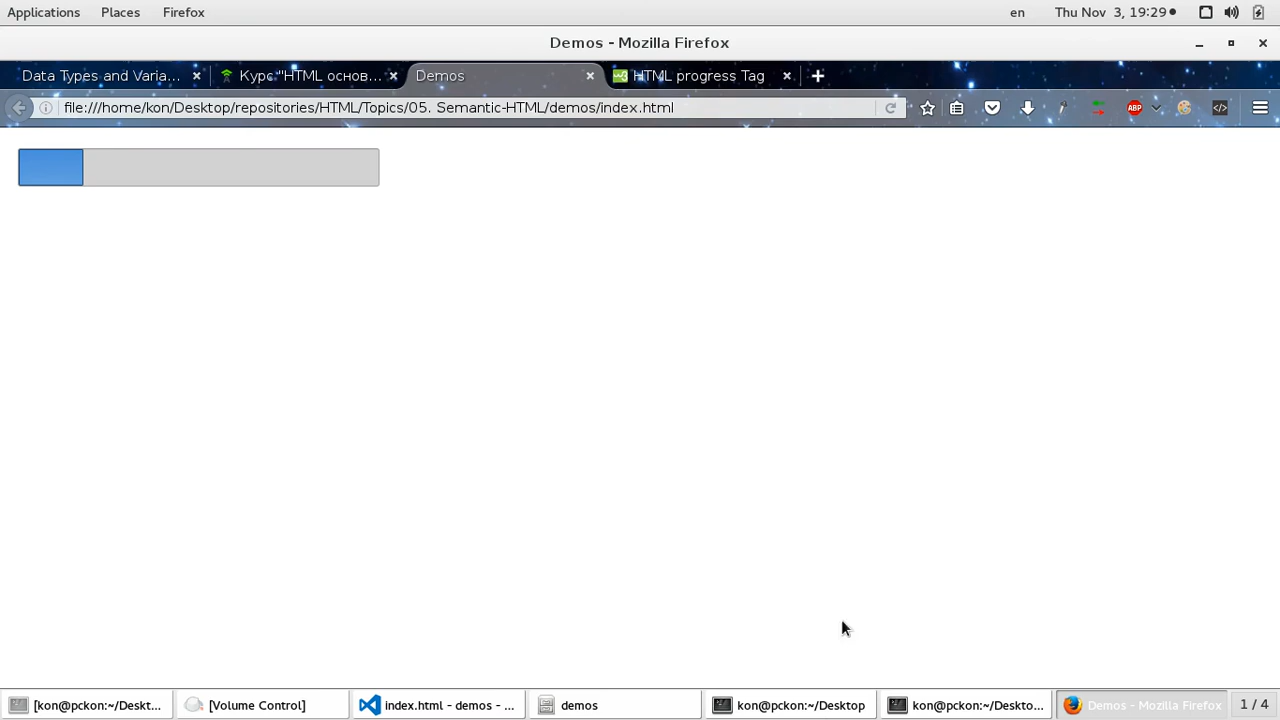 Applications Places Firefox en Thu Nov 3, 19:29
Demos - Mozilla Firefox
Data Types and Varia... Курс "HTML основ... Demos HTML progress Tag
file:///home/kon/Desktop/repositories/HTML/Topics/05. Semantic-HTML/demos/index.html ABP
[kon@pckon:~/Deskt... [Volume Control] index.html - demos - ... demos kon@pckon:~/Desktop kon@pckon:~/Deskto... Demos - Mozilla Firefox 1 / 4